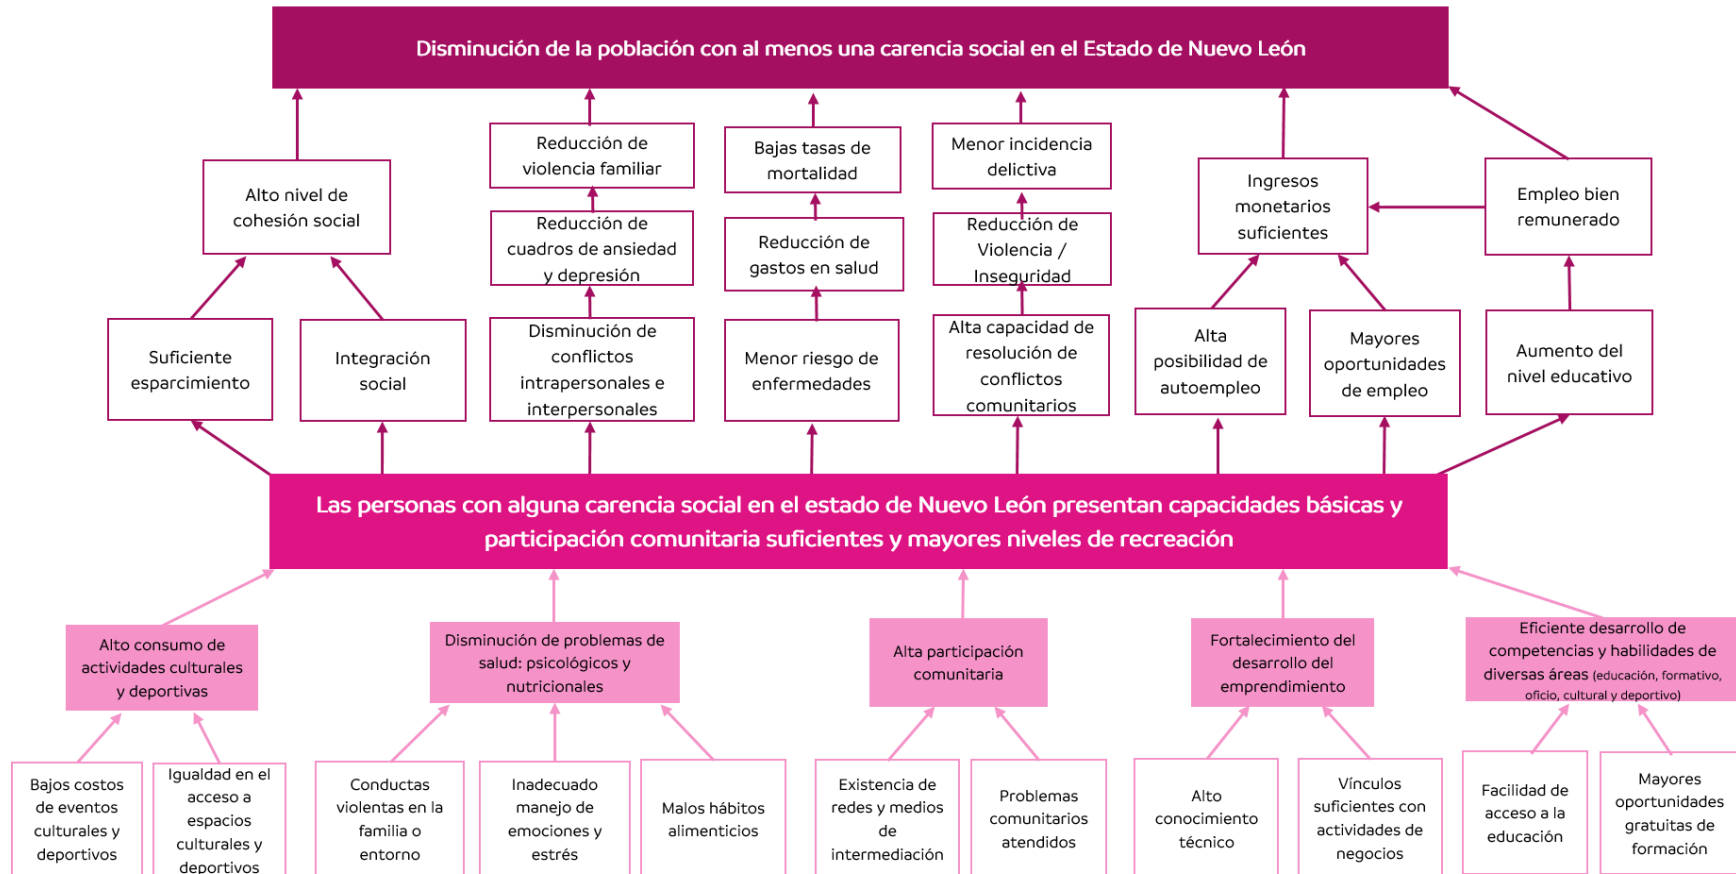 Disminución de la población con al menos una carencia social en el Estado de Nuevo León
Alto nivel de
cohesión social
Reducción de
violencia familiar
Bajas tasas de
mortalidad
Menor incidencia
delictiva
Ingresos
monetarios
suficientes
Empleo bien
remunerado
Reducción de
cuadros de ansiedad
y depresión
Reducción de
gastos en salud
Reducción de
Violencia /
Inseguridad
Suficiente
esparcimiento
Integración
social
Disminución de
conflictos
intrapersonales e
interpersonales
Menor riesgo de
enfermedades
Alta capacidad de
resolución de
conflictos
comunitarios
Alta
posibilidad de
autoempleo
Mayores
oportunidades
de empleo
Aumento del
nivel educativo
Las personas con alguna carencia social en el estado de Nuevo León presentan capacidades básicas y
participación comunitaria suficientes y mayores niveles de recreación
Alto consumo de
actividades culturales
y deportivas
Disminución de problemas de
salud: psicológicos y
nutricionales
Alta participación
comunitaria
Fortalecimiento del
desarrollo del
emprendimiento
Eficiente desarrollo de
competencias y habilidades de
diversas áreas (educación, formativo,
oficio, cultural y deportivo)
Bajos costos
de eventos
culturales y
deportivos
Igualdad en el
acceso a
espacios
culturales y
deportivos
Conductas
violentas en la
familia o
entorno
Inadecuado
manejo de
emociones y
estrés
Malos hábitos
alimenticios
Existencia de
redes y medios
de
intermediación
Problemas
comunitarios
atendidos
Alto
conocimiento
técnico
Vínculos
suficientes con
actividades de
negocios
Facilidad de
acceso a la
educación
Mayores
oportunidades
gratuitas de
formación